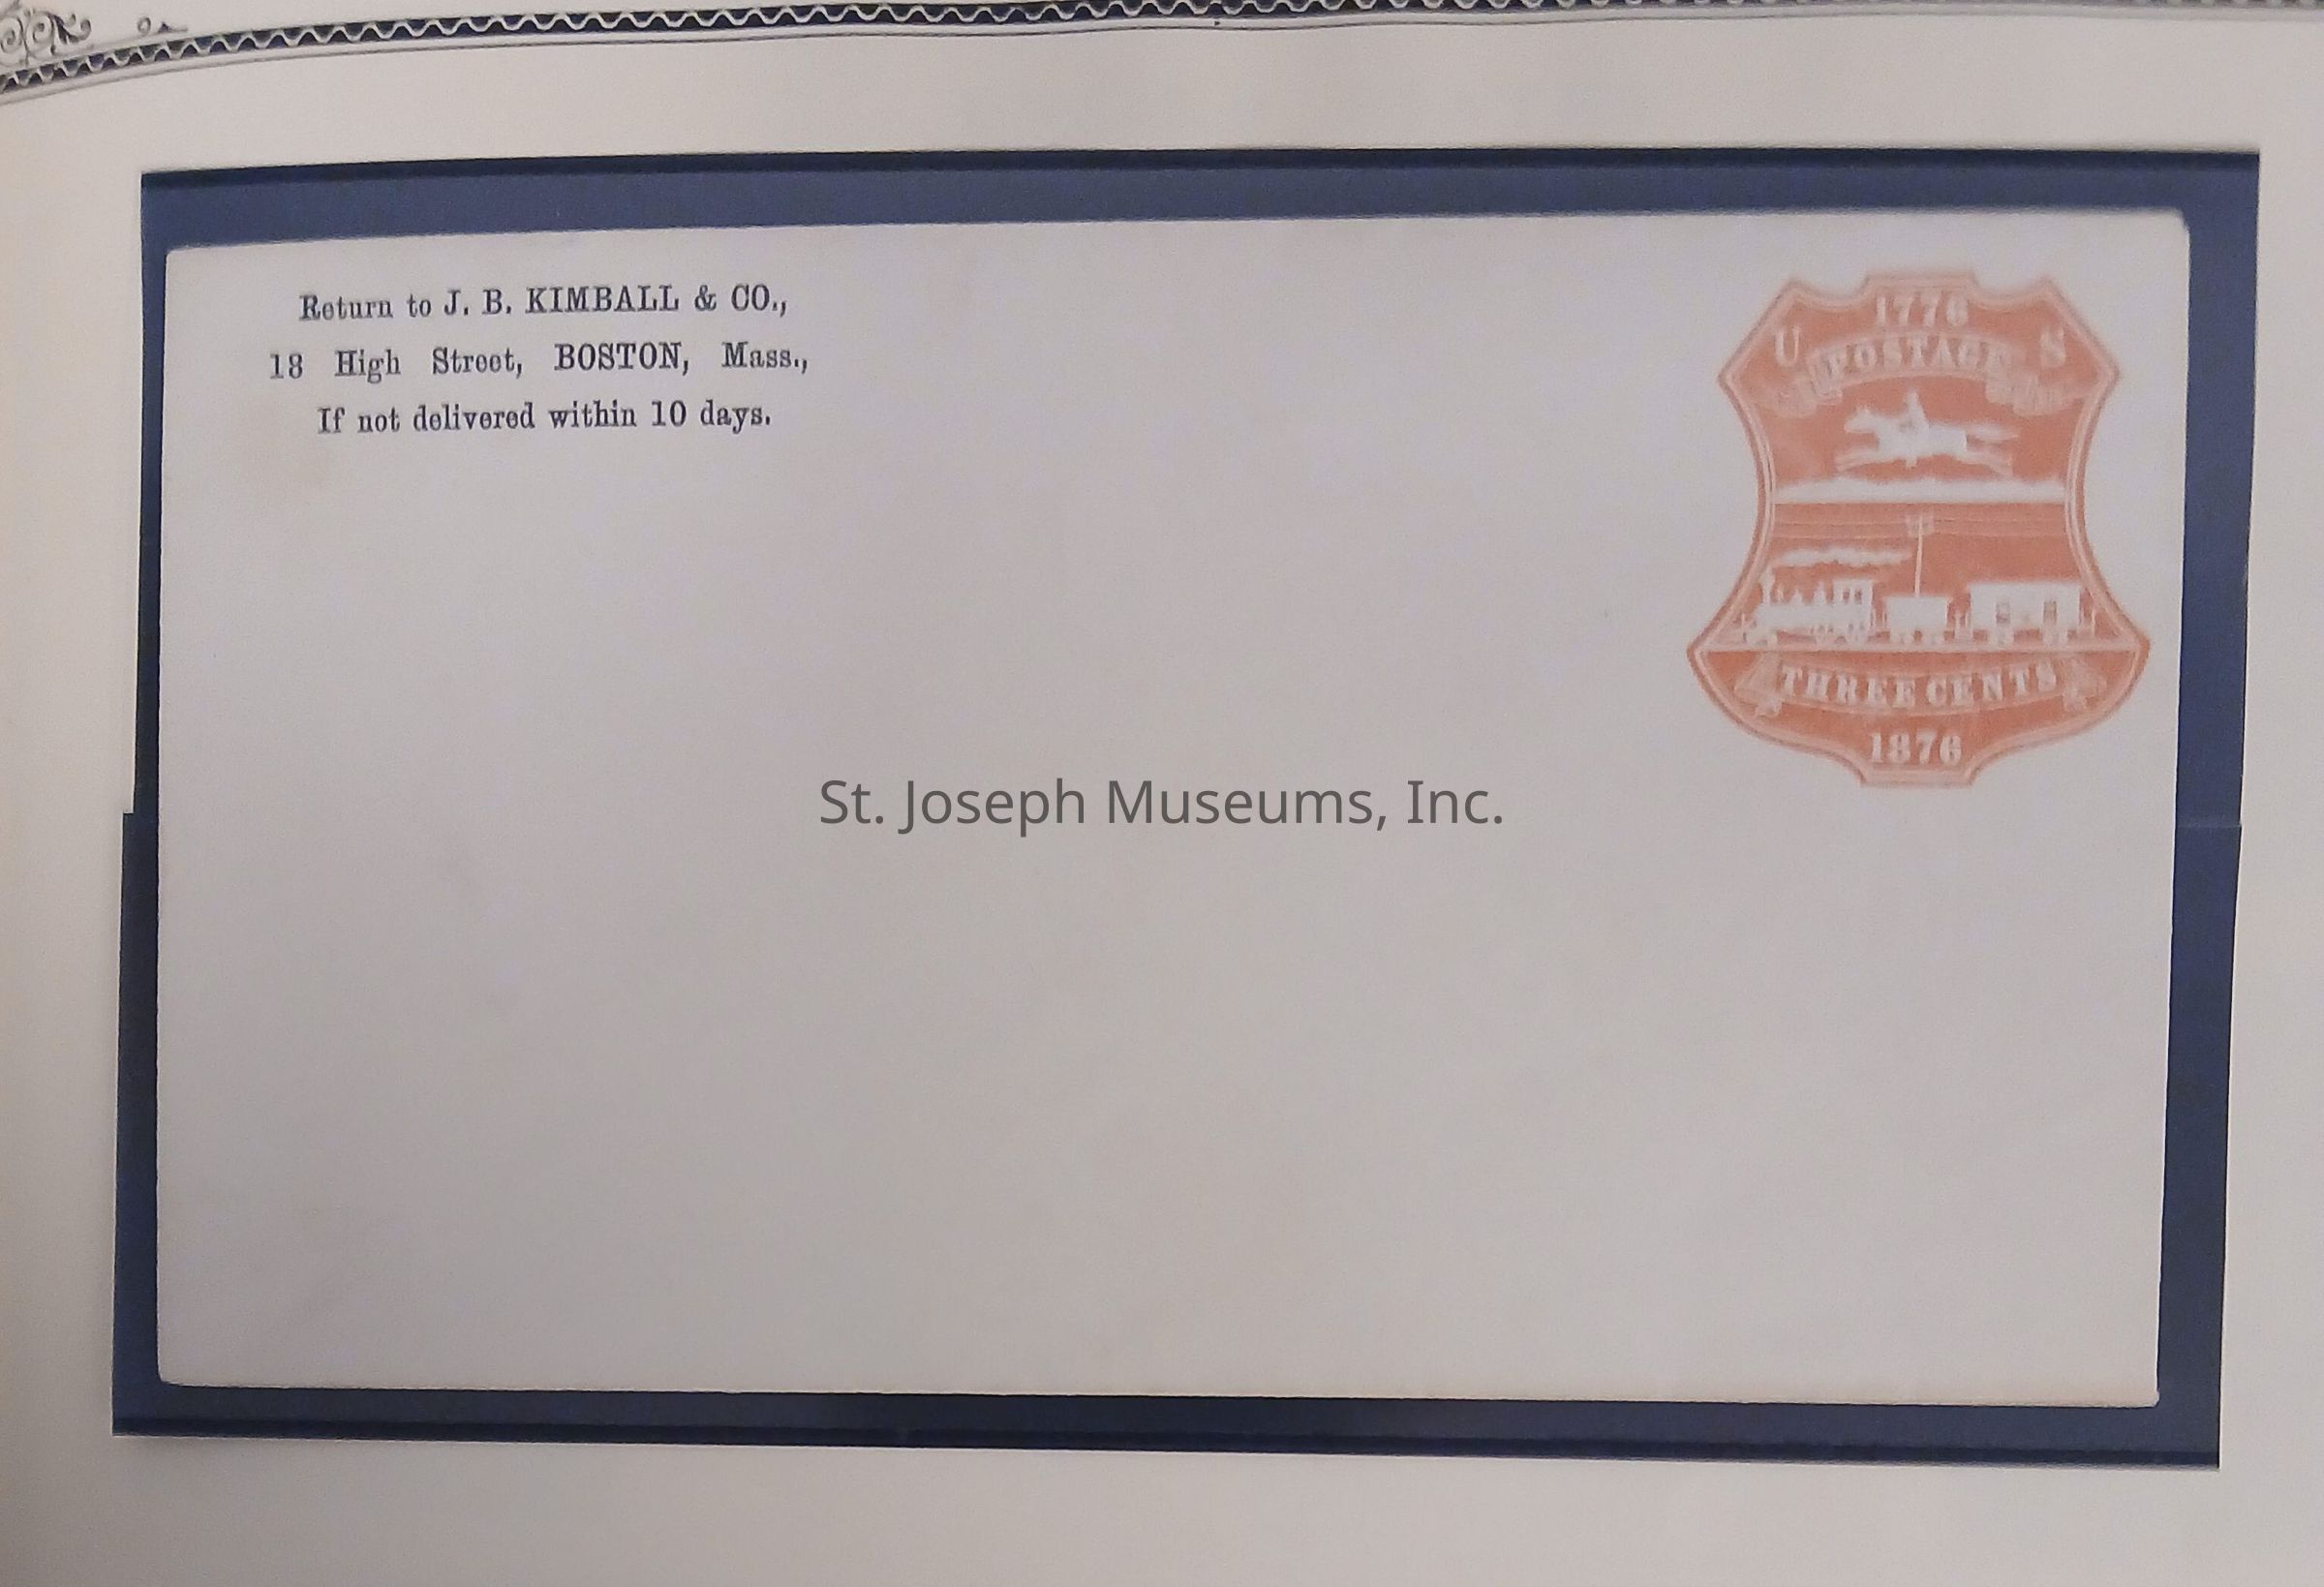 Return to J. B. KIMBALL & CO.,
18 High Street, BOSTON, Mass.,
If not delivered within 10 days.
1776
U S
POSTAGE
THREE CENTS
1876
St. Joseph Museums, Inc.